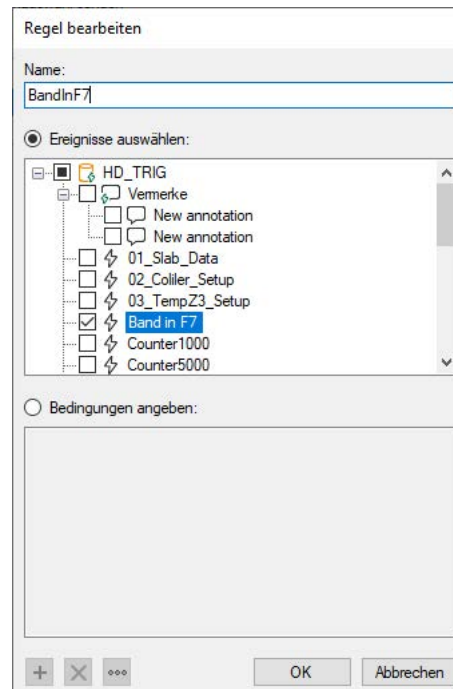 Regel bearbeiten
Name:
BandInF7
Ereignisse auswählen:
HD_TRIG
Vermerke
New annotation
New annotation
01_Slab_Data
02_Coliler_Setup
03_TempZ3_Setup
Band in F7
Counter1000
Counter5000
Bedingungen angeben:
OK Abbrechen